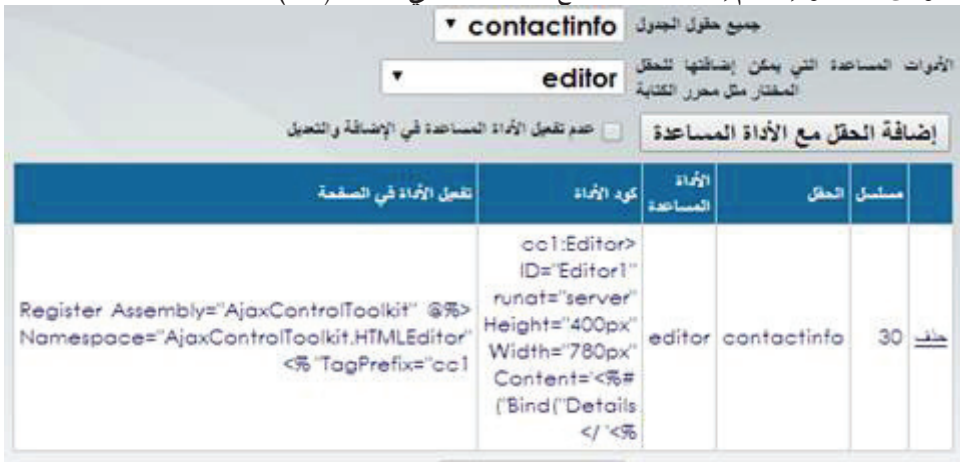 جميع حقول الجدول contactinfo
الأدوات المساعدة التي يمكن إضافتها للحقل
المختار مثل محرر الكتابة editor
إضافة الحقل مع الأداة المساعدة عدم تفعيل الأداة المساعدة في الإضافة والتعديل
مسلسل الحقل الأداة المساعدة كود الأداة تفعيل الأداة في الصفحة
حذف 30 contactinfo editor
cc1:Editor>
ID="Editor1"
runat="server"
Height="400px"
Width="780px"
Content='<%#
("Bind("Details
</ '<%
Register Assembly="AjaxControlToolkit" @%>
Namespace="AjaxControlToolkit.HTMLEditor"
<% "TagPrefix="cc1